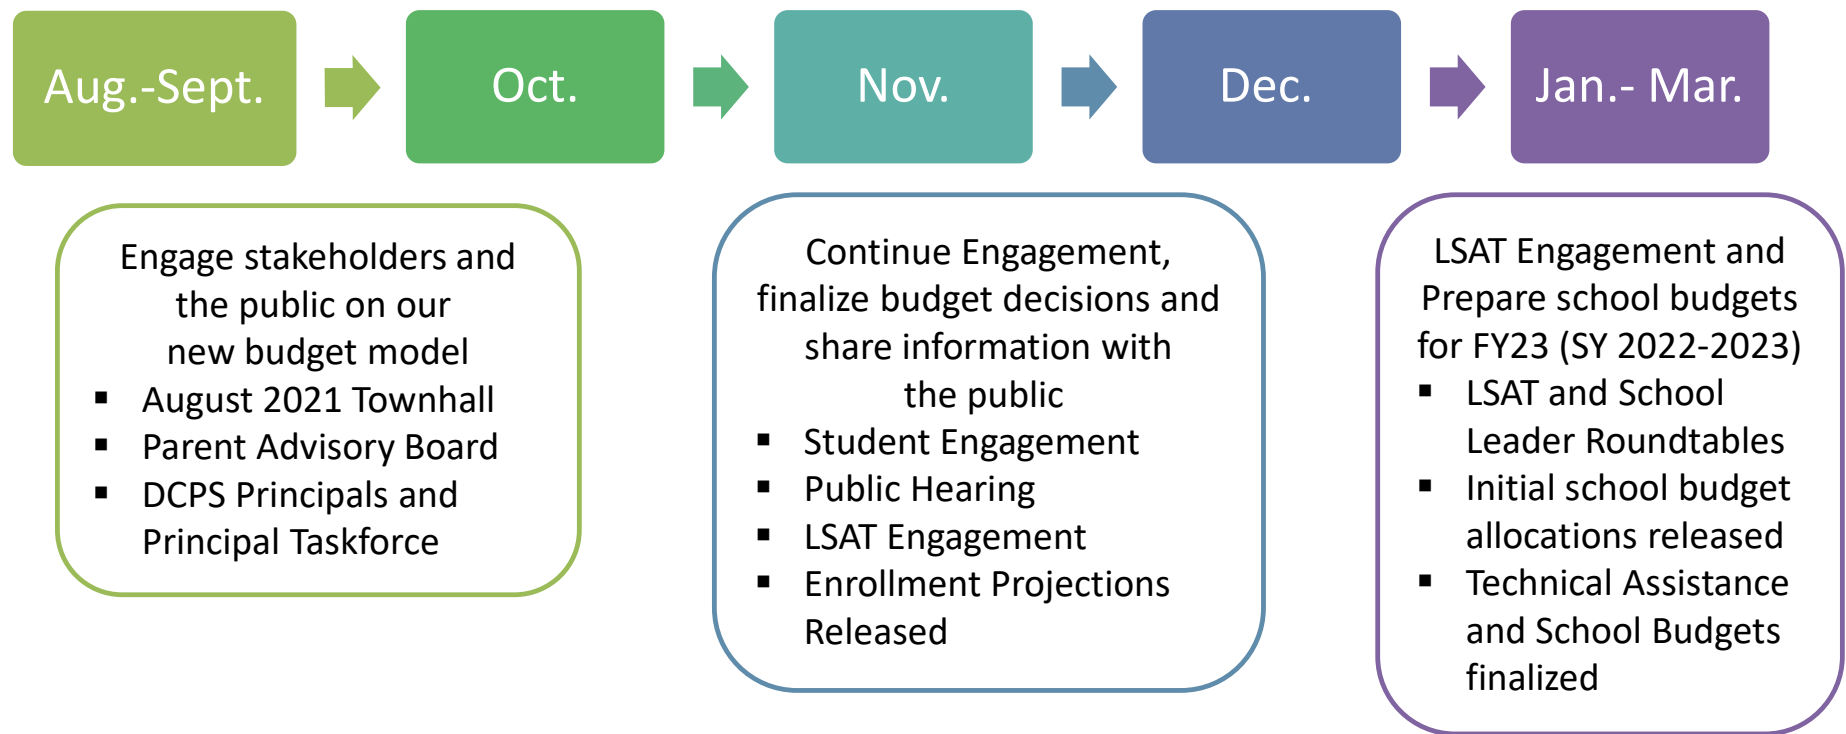 Aug.-Sept.
Oct.
Nov.
Dec.
Jan.- Mar.
Engage stakeholders and
the public on our
new budget model
▪ August 2021 Townhall
▪ Parent Advisory Board
▪ DCPS Principals and
Principal Taskforce
Continue Engagement,
finalize budget decisions and
share information with
the public
▪ Student Engagement
▪ Public Hearing
▪ LSAT Engagement
▪ Enrollment Projections
Released
LSAT Engagement and
Prepare school budgets
for FY23 (SY 2022-2023)
▪ LSAT and School
Leader Roundtables
▪ Initial school budget
allocations released
▪ Technical Assistance
and School Budgets
finalized